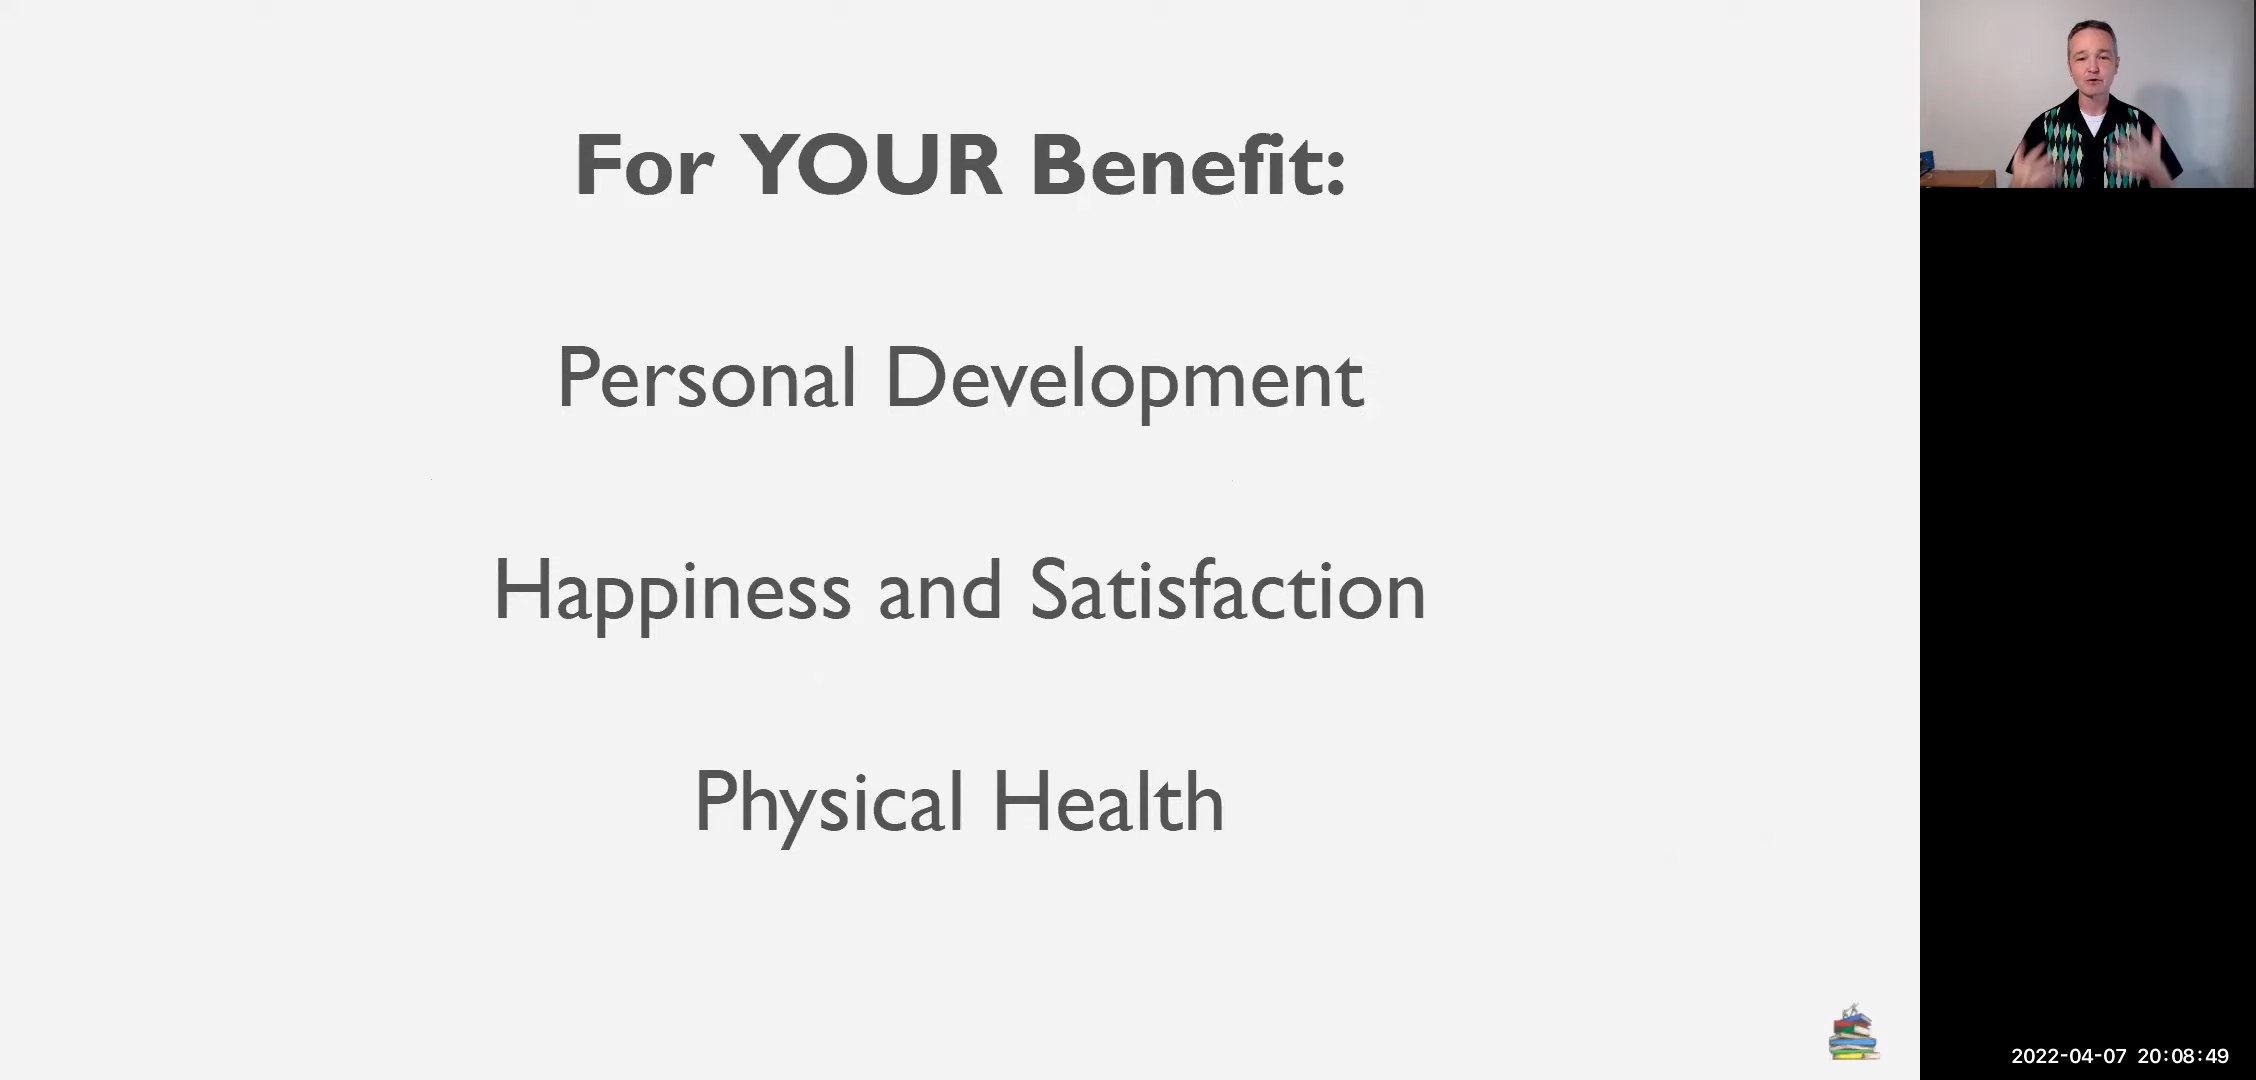 For YOUR Benefit:
Personal Development
Happiness and Satisfaction
Physical Health
2022-04-07 20:08:49